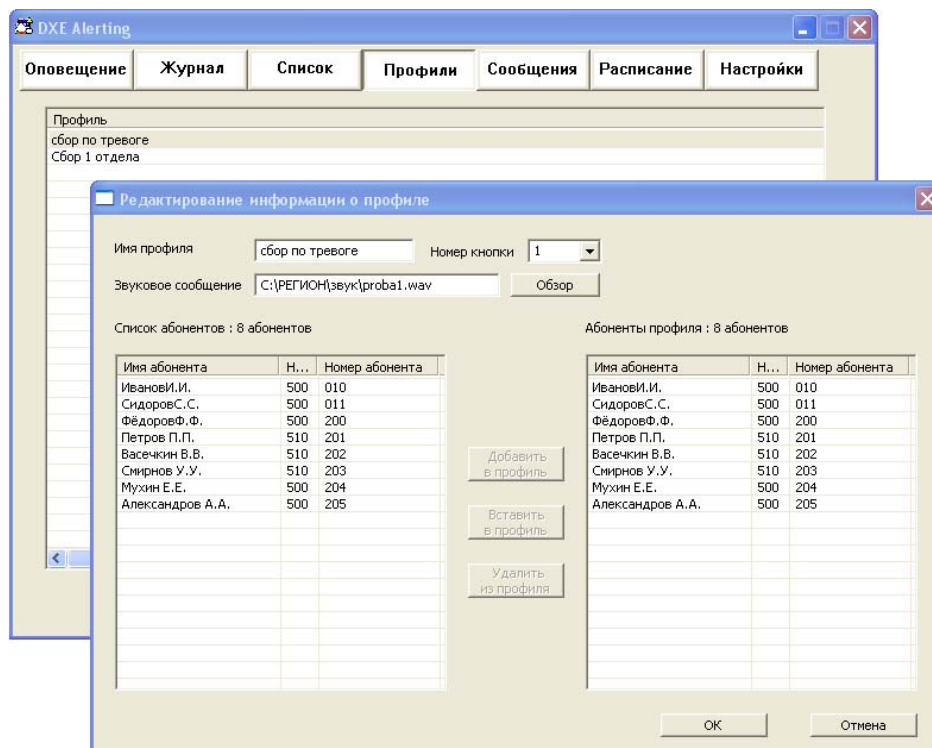 DXE Alerting
Оповещение Журнал Список Профили Сообщения Расписание Настройки
Профиль
сбор по тревоге
Сбор 1 отдела
Редактирование информации о профиле
Имя профиля сбор по тревоге Номер кнопки 1
Звуковое сообщение C:\РЕГИОН\звук\proba1.wav Обзор
Список абонентов : 8 абонентов Абоненты профиля : 8 абонентов
Имя абонента Н... Номер абонента Имя абонента Н... Номер абонента
ИвановИ.И. 500 010 ИвановИ.И. 500 010
СидоровС.С. 500 011 СидоровС.С. 500 011
ФёдоровФ.Ф. 500 200 ФёдоровФ.Ф. 500 200
Петров П.П. 510 201 Петров П.П. 510 201
Васечкин В.В. 510 202 Васечкин В.В. 510 202
Смирнов У.У. 510 203 Смирнов У.У. 510 203
Мухин Е.Е. 500 204 Мухин Е.Е. 500 204
Александров А.А. 500 205 Александров А.А. 500 205
Добавить
в профиль
Вставить
в профиль
Удалить
из профиля
OK Отмена